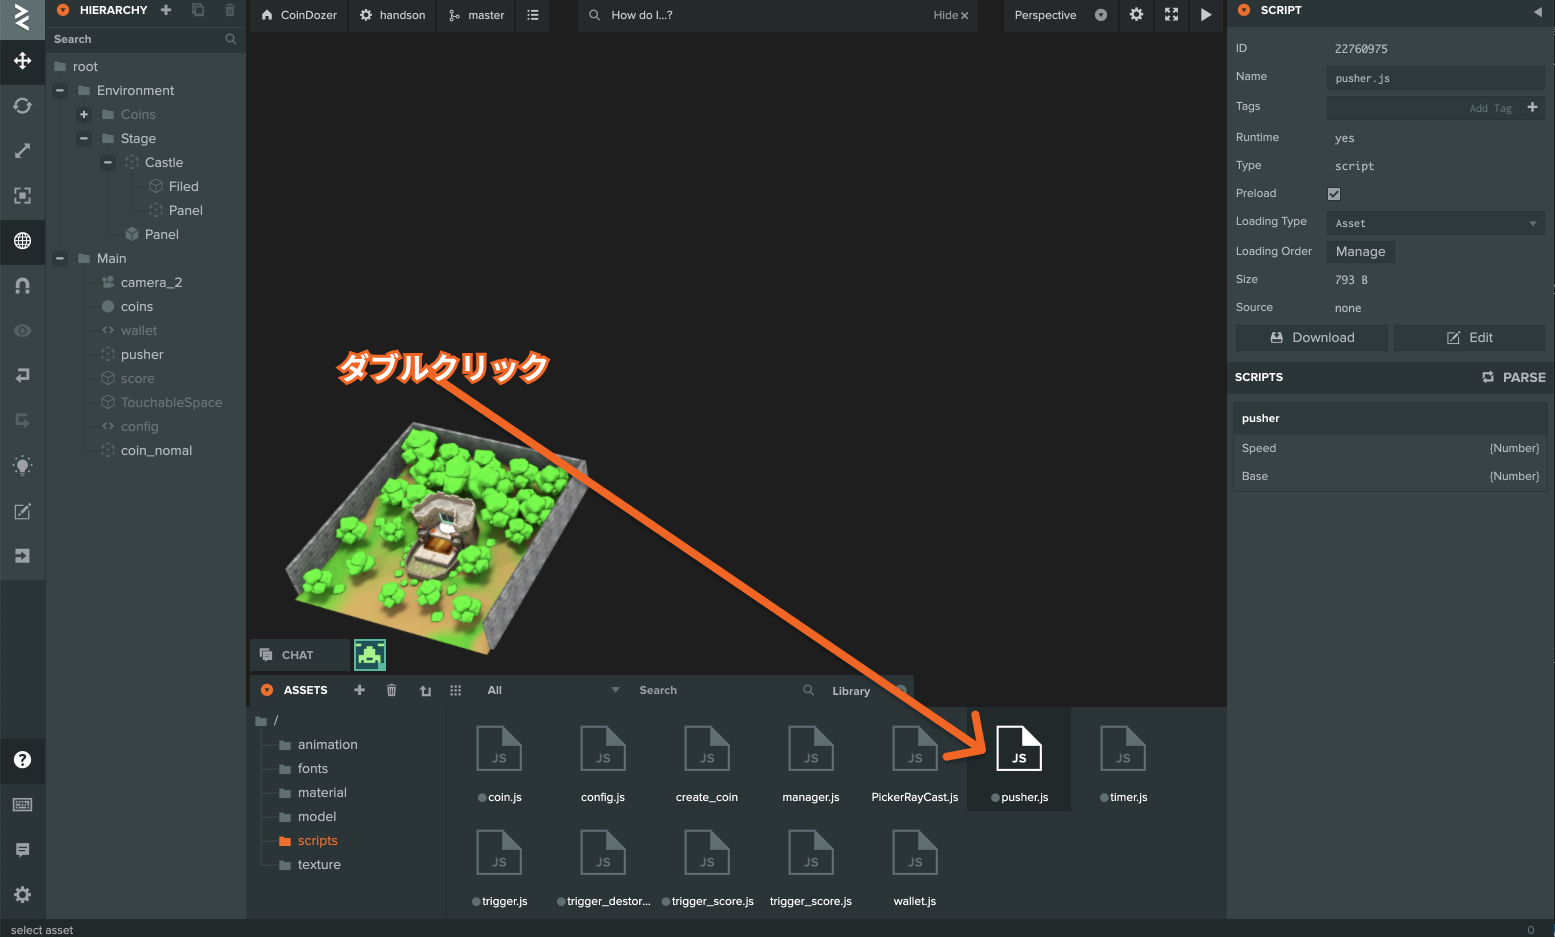 HIERARCHY
Search
root
Environment
Coins
Stage
Castle
Filed
Panel
Panel
Main
camera_2
coins
wallet
pusher
score
TouchableSpace
config
coin_nomal
CoinDozer
handson
master
How do I...?
Hide
Perspective
ダブルクリック
CHAT
ASSETS
All
Search
Library
/
animation
fonts
material
model
scripts
texture
JS
JS
JS
JS
JS
JS
JS
coin.js
config.js
create_coin
manager.js
PickerRayCast.js
pusher.js
timer.js
JS
JS
JS
JS
JS
trigger.js
trigger_destor...
trigger_score.js
trigger_score.js
wallet.js
SCRIPT
ID 22760975
Name pusher.js
Tags Add Tag
Runtime yes
Type script
Preload
Loading Type Asset
Loading Order Manage
Size 793 B
Source none
Download Edit
SCRIPTS PARSE
pusher
Speed {Number}
Base {Number}
select asset
0